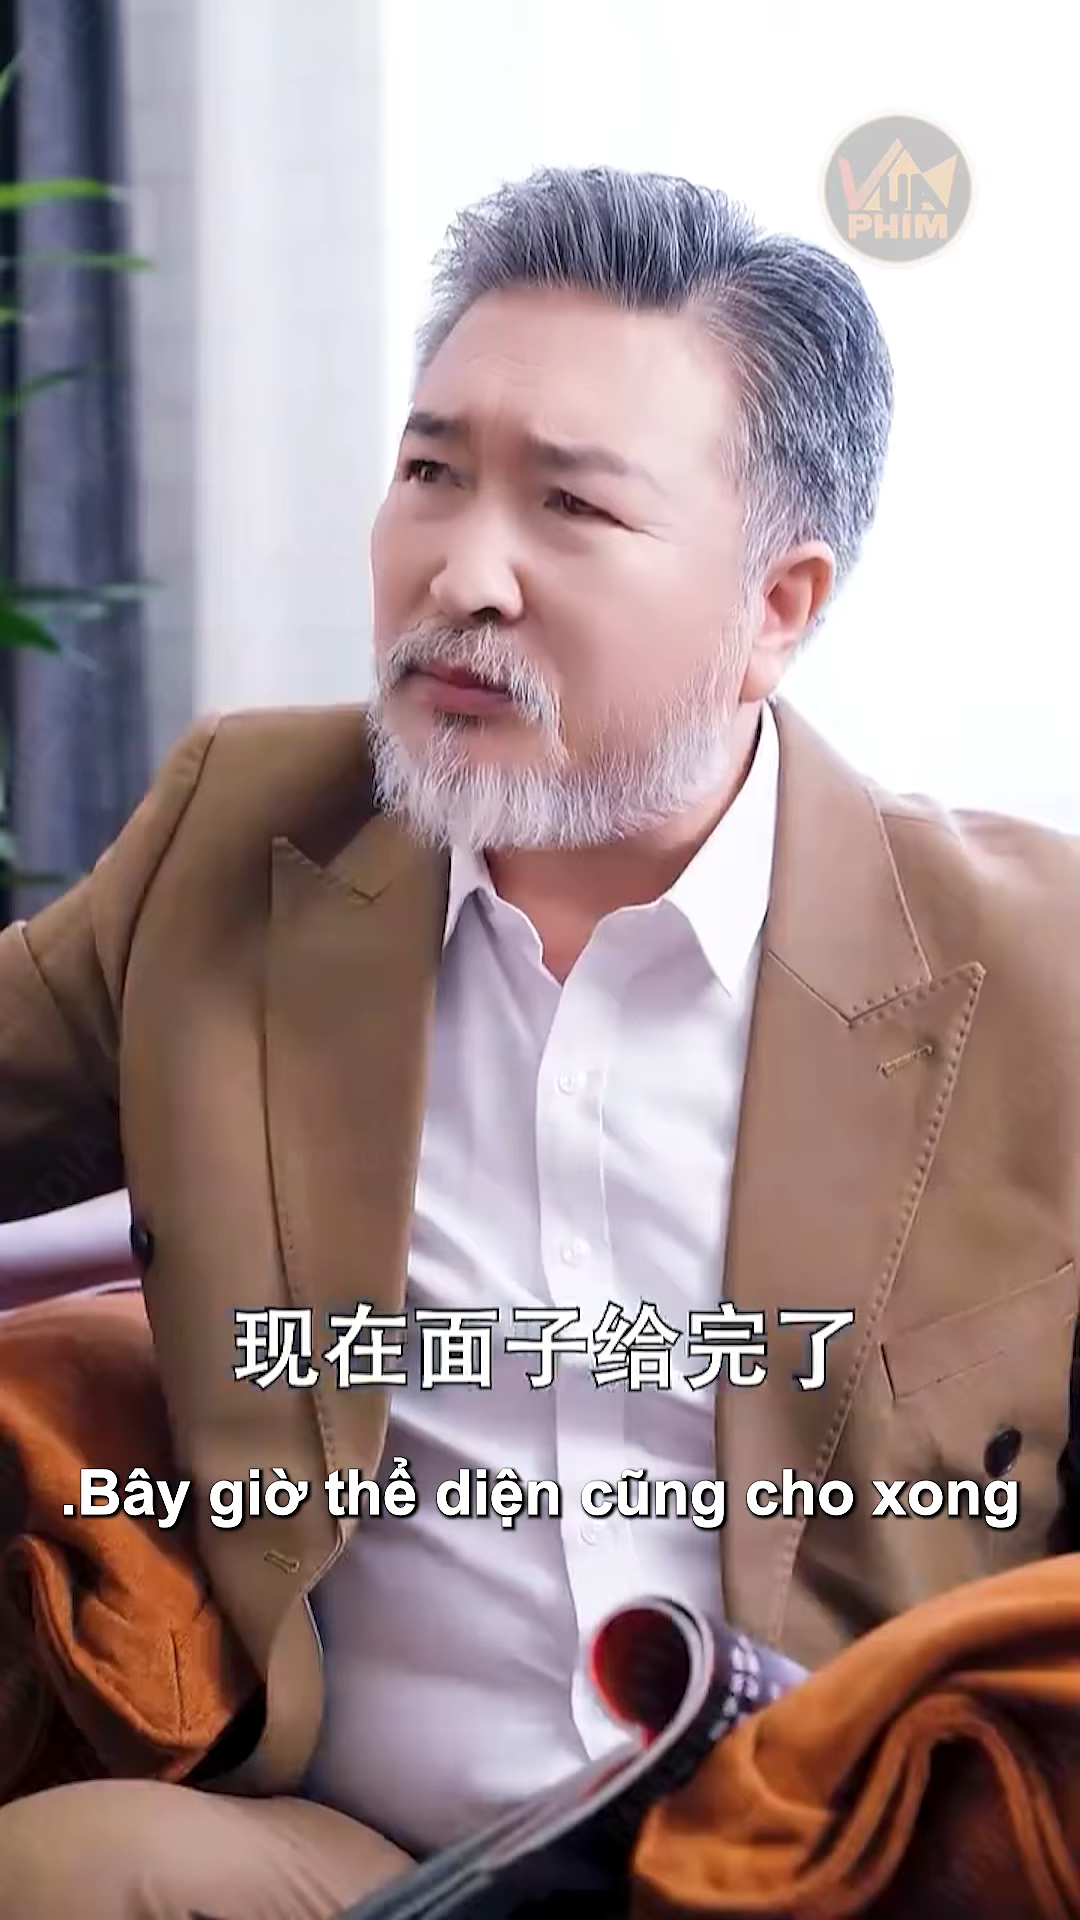 VUA
PHIM
现在面子给完了
.Bây giờ thể diện cũng cho xong